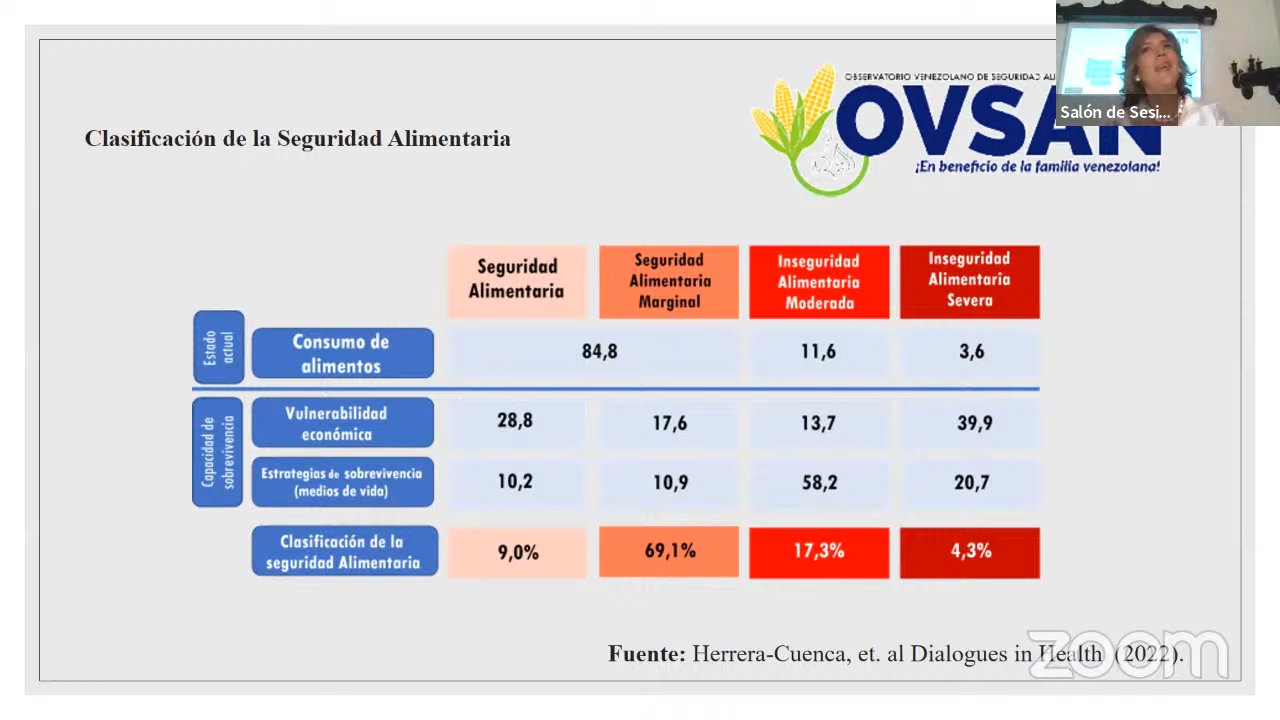 OBSERVATORIO VENEZOLANO DE SEGURIDAD
OVSAN
¡En beneficio de la familia venezolana!
Salón de Sesi...
Clasificación de la Seguridad Alimentaria
Seguridad
Alimentaria
Seguridad
Alimentaria
Marginal
Inseguridad
Alimentaria
Moderada
Inseguridad
Alimentaria
Severa
Estado
actual
Consumo de
alimentos
84,8
11,6
3,6
Capacidad de
sobrevivencia
Vulnerabilidad
económica
28,8
17,6
13,7
39,9
Estrategias de sobrevivencia
(medios de vida)
10,2
10,9
58,2
20,7
Clasificación de la
seguridad Alimentaria
9,0%
69,1%
17,3%
4,3%
Fuente: Herrera-Cuenca, et. al Dialogues in Health (2022).
zoom